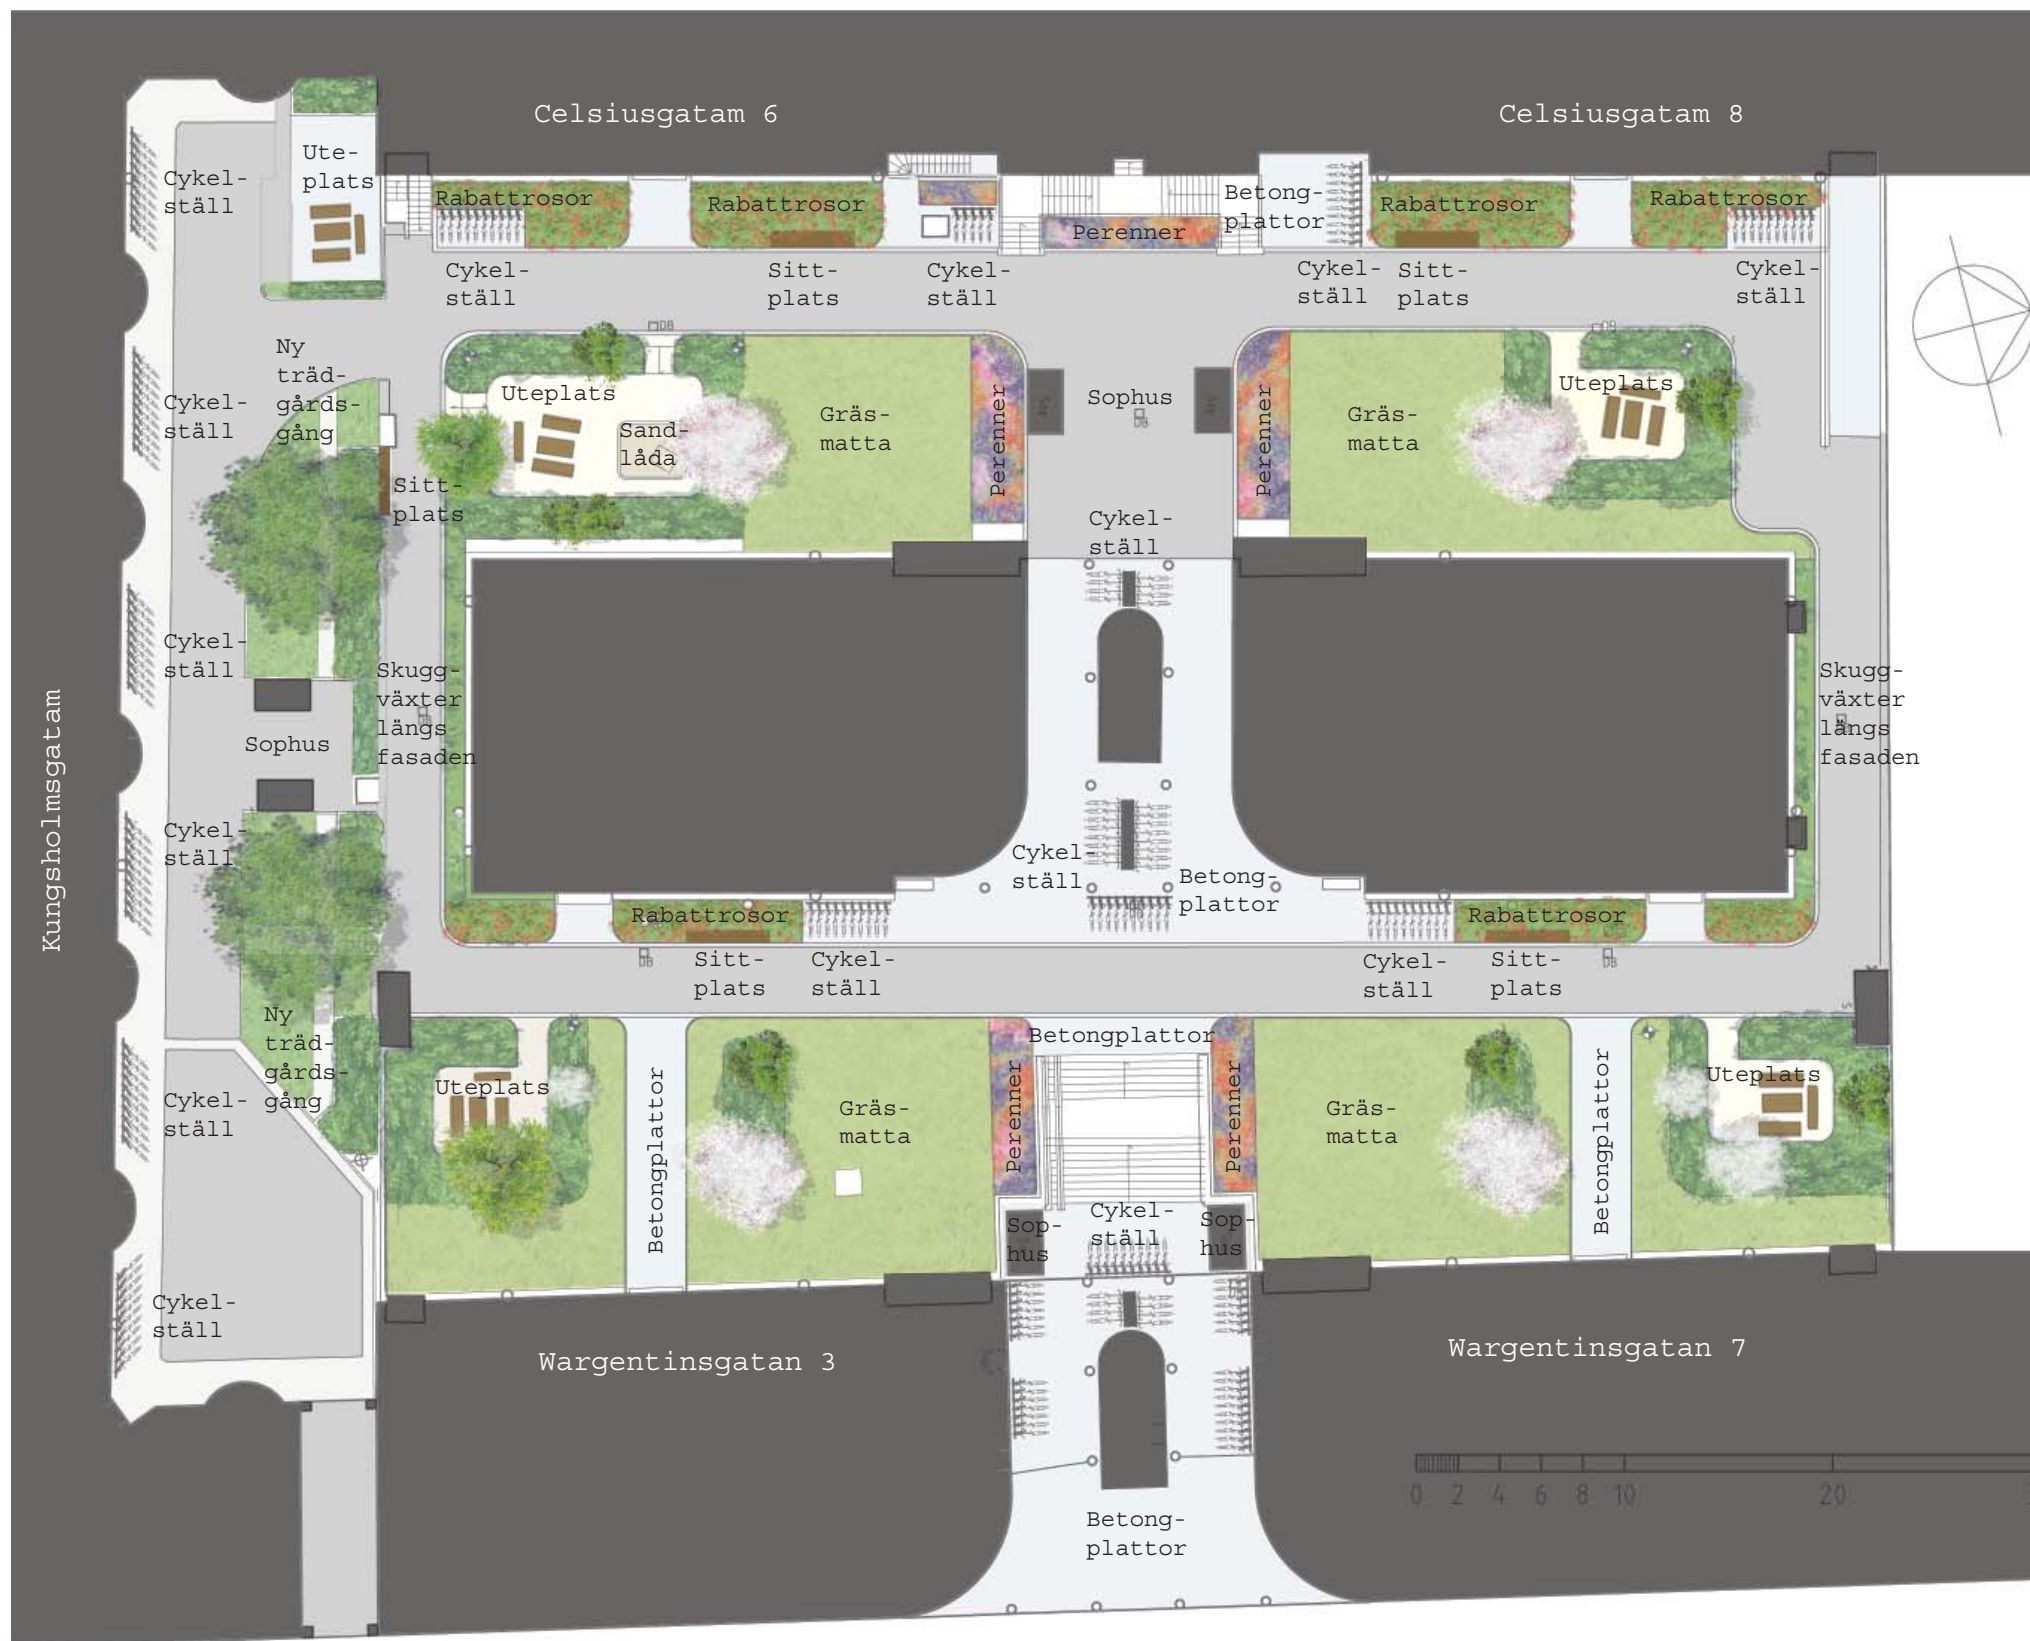 Celsiusgatam 6
Celsiusgatam 8
Ute-
plats
Cykel-
ställ
Rabattrosor
Rabattrosor
Perenner
Betong-
plattor
Rabattrosor
Rabattrosor
Cykel-
ställ
Sitt-
plats
Cykel-
ställ
Cykel-
ställ
Sitt-
plats
Cykel-
ställ
DB
DB
Ny
träd-
gårds-
gång
Cykel-
ställ
Uteplats
Sand-
låda
Gräs-
matta
Perenner
Sophus
DB
Perenner
Gräs-
matta
Uteplats
Sitt-
plats
Cykel-
ställ
Cykel-
ställ
Skugg-
växter
längs
fasaden
Skugg-
växter
längs
fasaden
Sophus
Kungsholmsgatam
Cykel-
ställ
Cykel-
ställ
Betong-
plattor
Rabattrosor
Rabattrosor
DB
Sitt-
plats
Cykel-
ställ
Cykel-
ställ
Sitt-
plats
DB
Ny
träd-
gårds-
gång
Cykel-
ställ
Uteplats
Betongplattor
Gräs-
matta
Perenner
Betongplattor
Perenner
Gräs-
matta
Betongplattor
Uteplats
Sop-
hus
Cykel-
ställ
Sop-
hus
Cykel-
ställ
Wargentinsgatan 3
Wargentinsgatan 7
0 2 4 6 8 10 20
Betong-
plattor